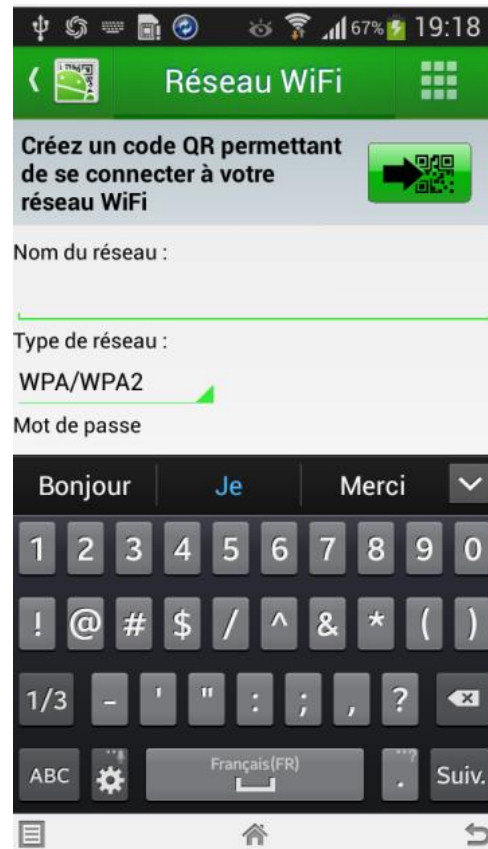 67% 19:18
Réseau WiFi
Créez un code QR permettant
de se connecter à votre
réseau WiFi
Nom du réseau :
Type de réseau :
WPA/WPA2
Mot de passe
Bonjour Je Merci
1 2 3 4 5 6 7 8 9 0
! @ # $ / ^ & * ( )
1/3 - ' " : ; , ?
ABC Français(FR) . Suiv.